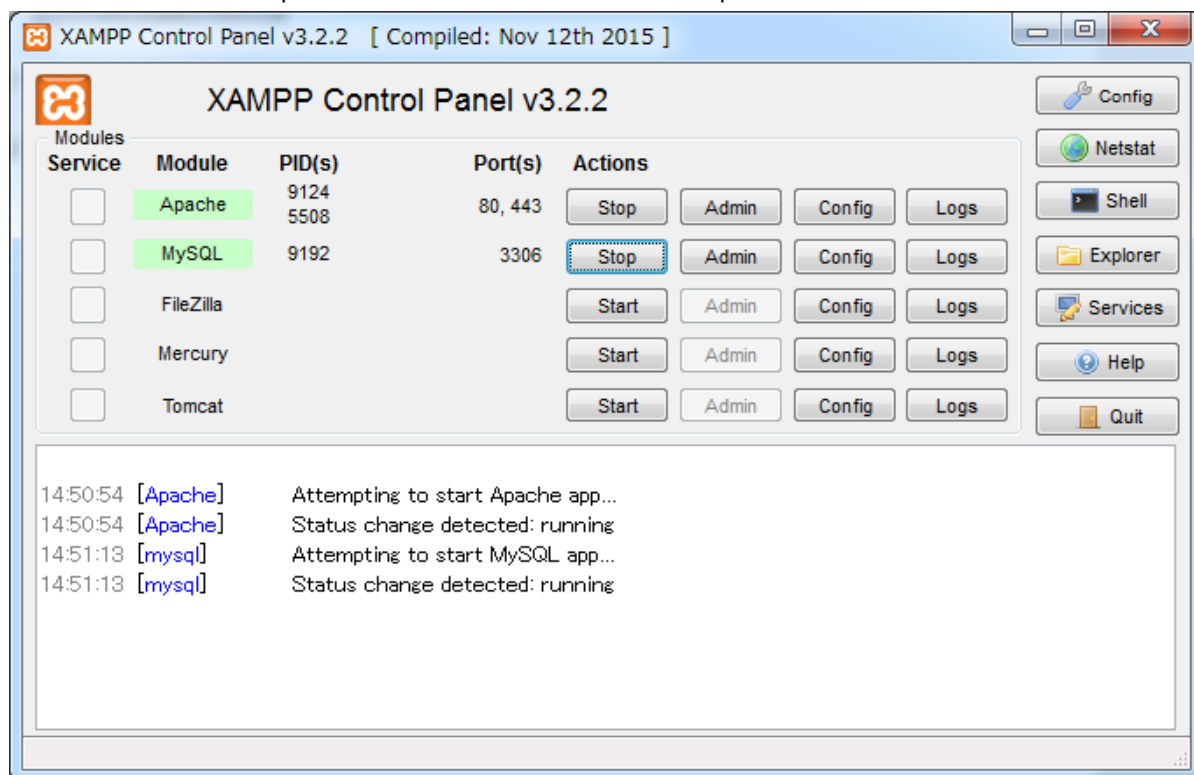 XAMPP Control Panel v3.2.2 [ Compiled: Nov 12th 2015 ]
XAMPP Control Panel v3.2.2
Config
Modules
Service Module PID(s) Port(s) Actions
Netstat
Apache 9124 5508 80, 443 Stop Admin Config Logs
Shell
MySQL 9192 3306 Stop Admin Config Logs
Explorer
FileZilla Start Admin Config Logs
Services
Mercury Start Admin Config Logs
Help
Tomcat Start Admin Config Logs
Quit
14:50:54 [Apache] Attempting to start Apache app...
14:50:54 [Apache] Status change detected: running
14:51:13 [mysql] Attempting to start MySQL app...
14:51:13 [mysql] Status change detected: running